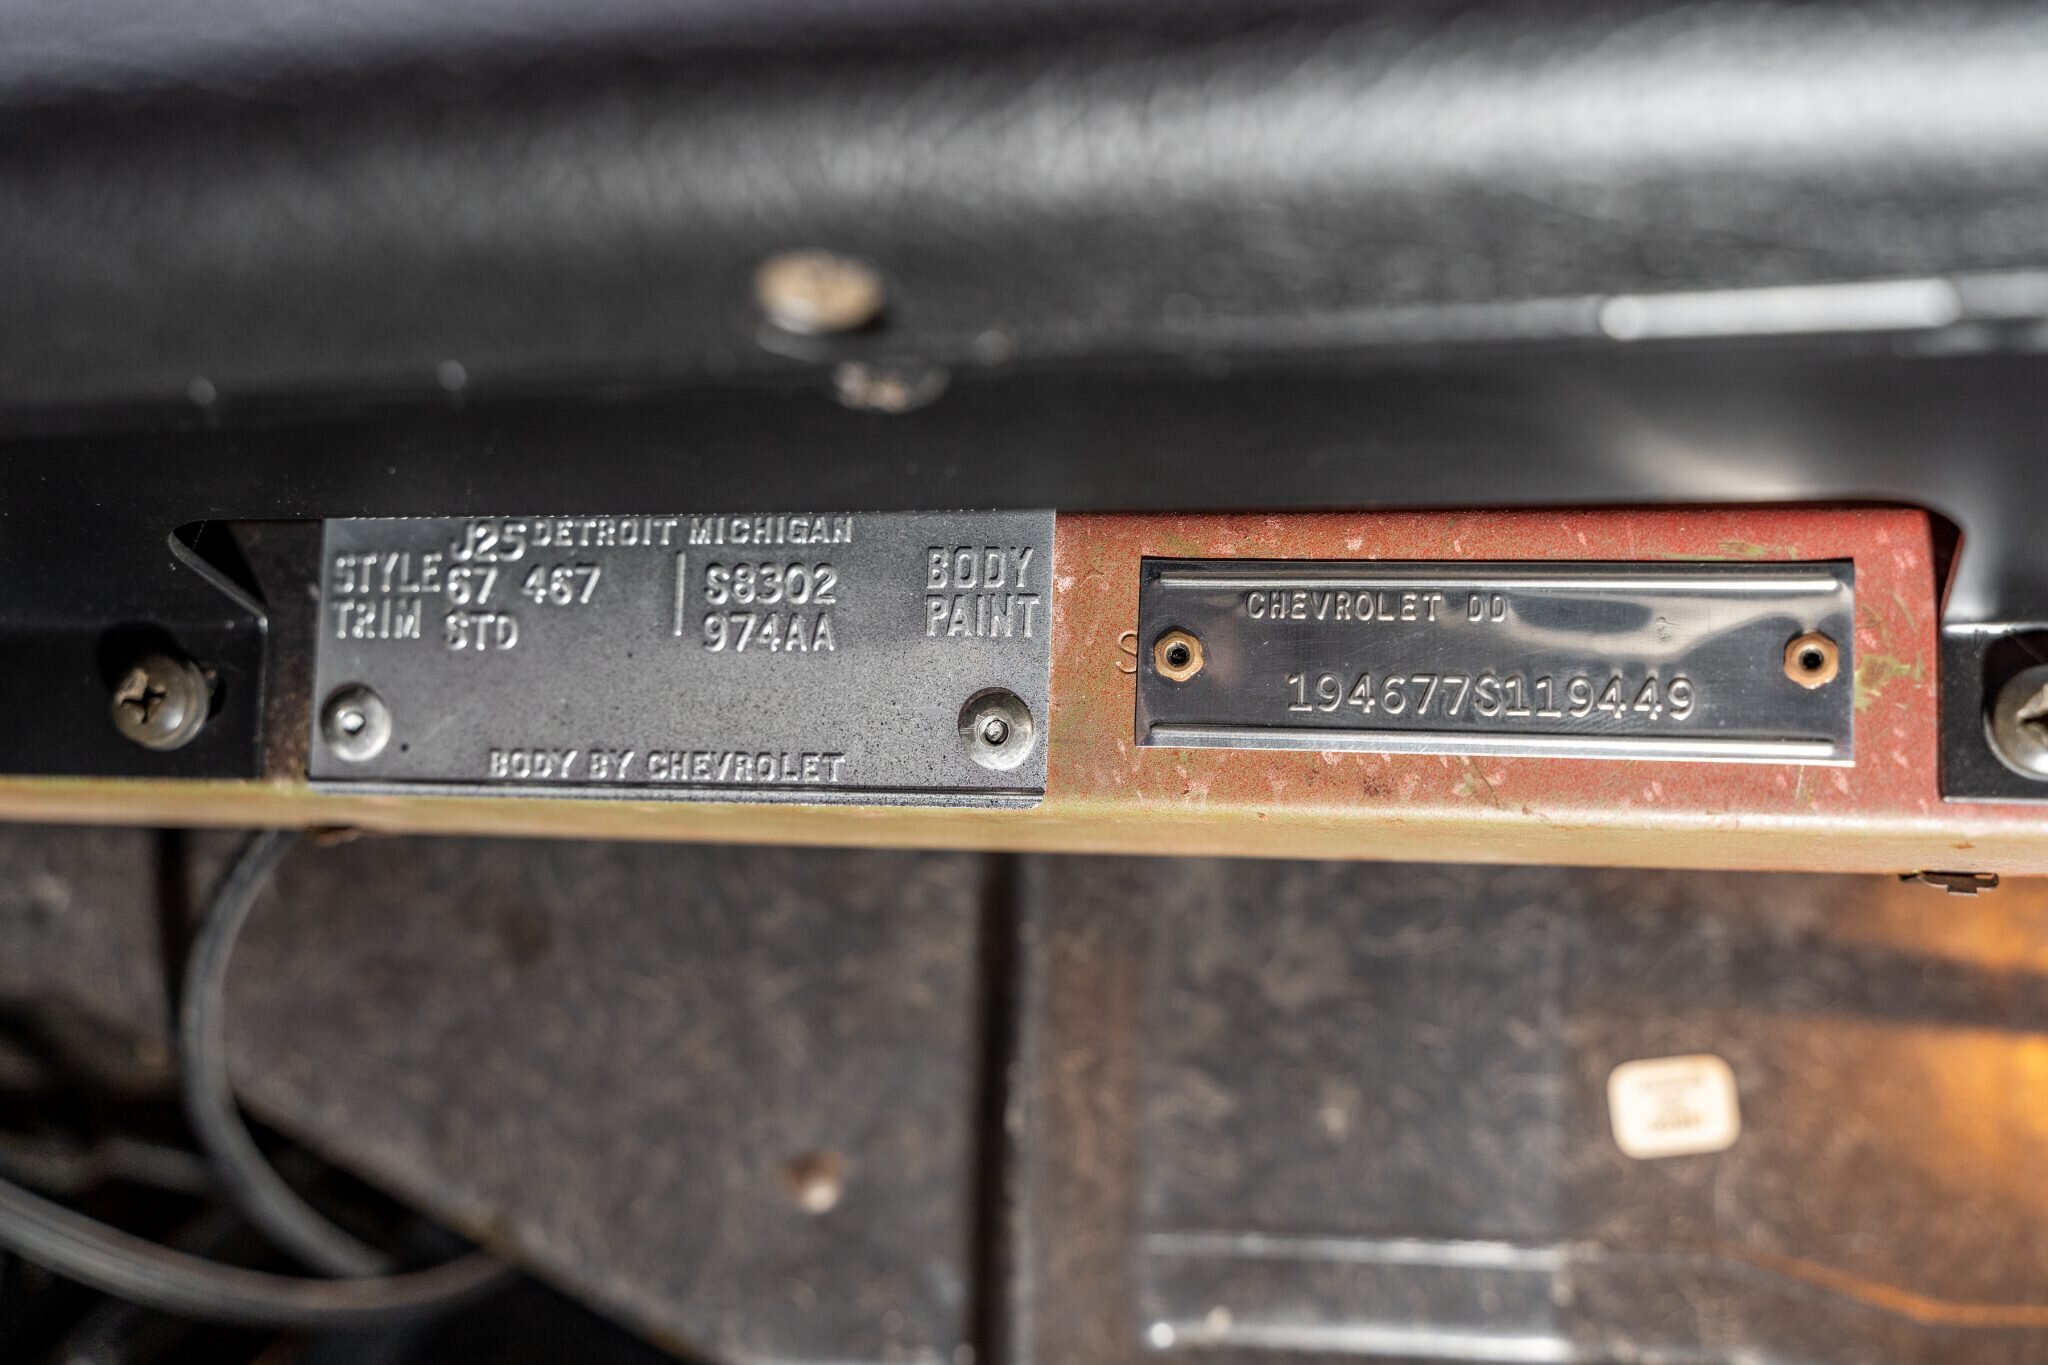 J25 DETROIT MICHIGAN
STYLE 67 467 | S8302 BODY
TRIM STD 974AA PAINT
BODY BY CHEVROLET
CHEVROLET DD
S
194677S119449